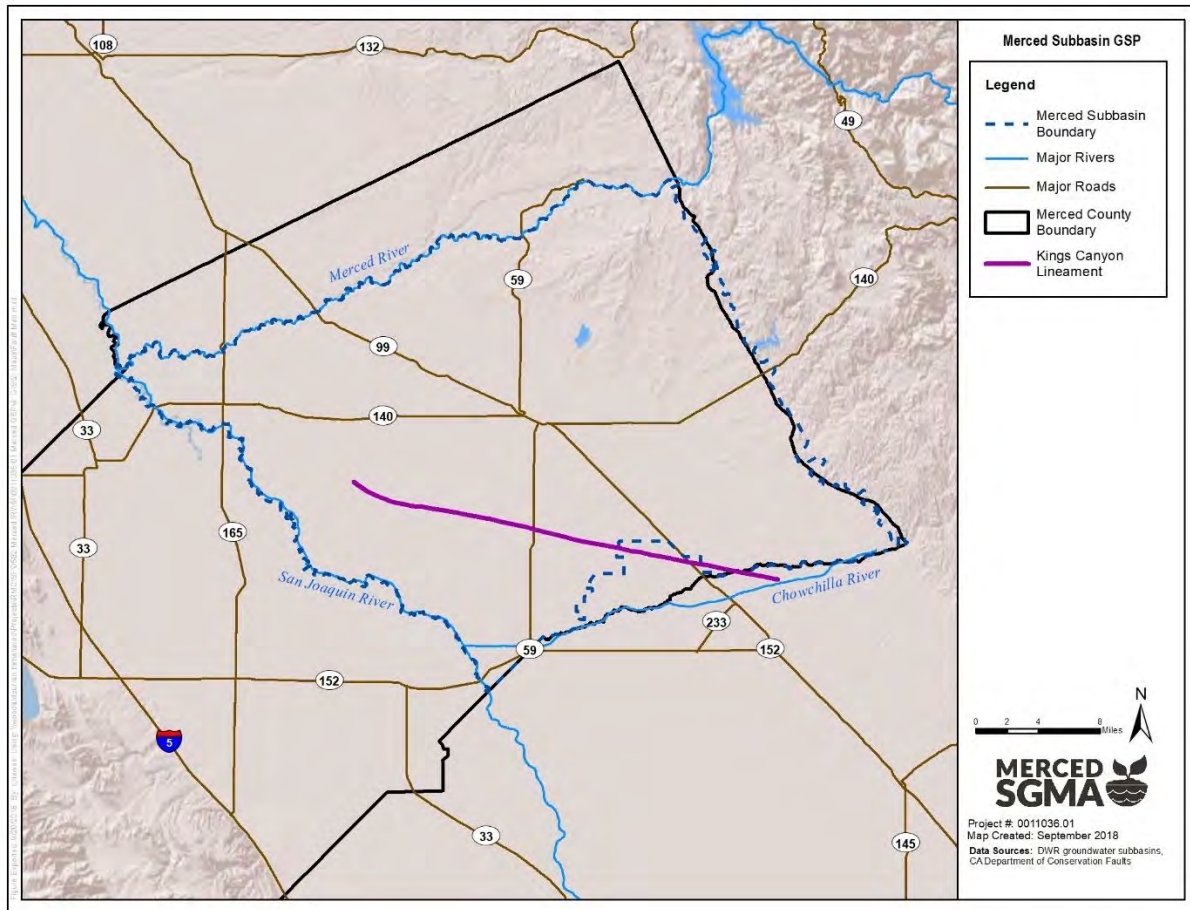 Merced Subbasin GSP
Legend
Merced Subbasin
Boundary
Major Rivers
Major Roads
Merced County
Boundary
Kings Canyon
Lineament
108
132
49
Merced River
59
140
99
140
33
165
33
San Joaquin River
Chowchilla River
233
59
152
152
5
33
145
N
0 2 4 8
Miles
MERCED
SGMA
Project #: 0011036.01
Map Created: September 2018
Data Sources: DWR groundwater subbasins,
CA Department of Conservation Faults